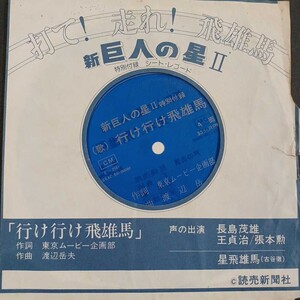 打て! 走れ! 飛雄馬
新巨人の星II
特別付録 シート・レコード
新巨人の星II 特別付録
(歌) 行け行け飛雄馬
「行け行け飛雄馬」
作詞 東京ムービー企画部
作曲 渡辺岳夫
声の出演 長島茂雄
王貞治/張本勲
星飛雄馬(古谷徹)
©読売新聞社